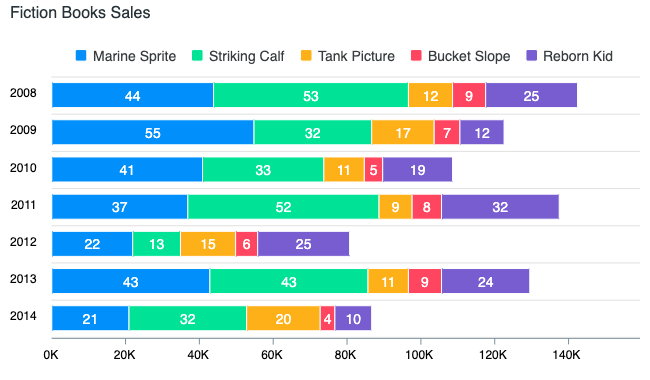 Fiction Books Sales
Marine Sprite Striking Calf Tank Picture Bucket Slope Reborn Kid
2008 44 53 12 9 25
2009 55 32 17 7 12
2010 41 33 11 5 19
2011 37 52 9 8 32
2012 22 13 15 6 25
2013 43 43 11 9 24
2014 21 32 20 4 10
0K 20K 40K 60K 80K 100K 120K 140K